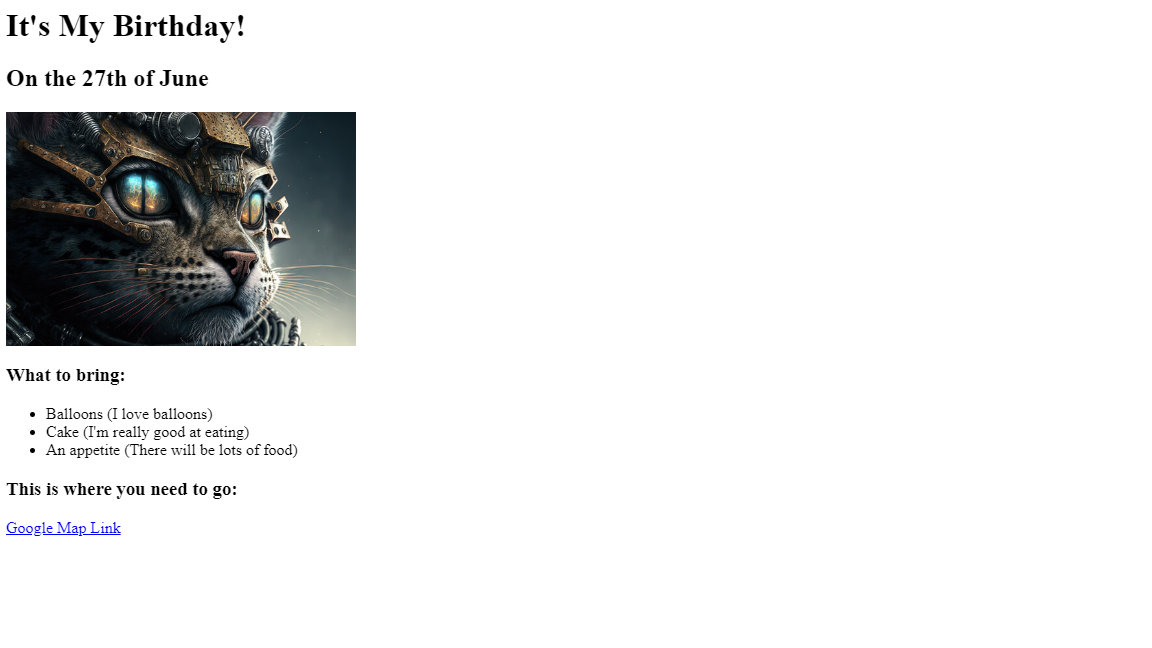 It's My Birthday!
On the 27th of June
What to bring:
Balloons (I love balloons)
Cake (I'm really good at eating)
An appetite (There will be lots of food)
This is where you need to go:
Google Map Link